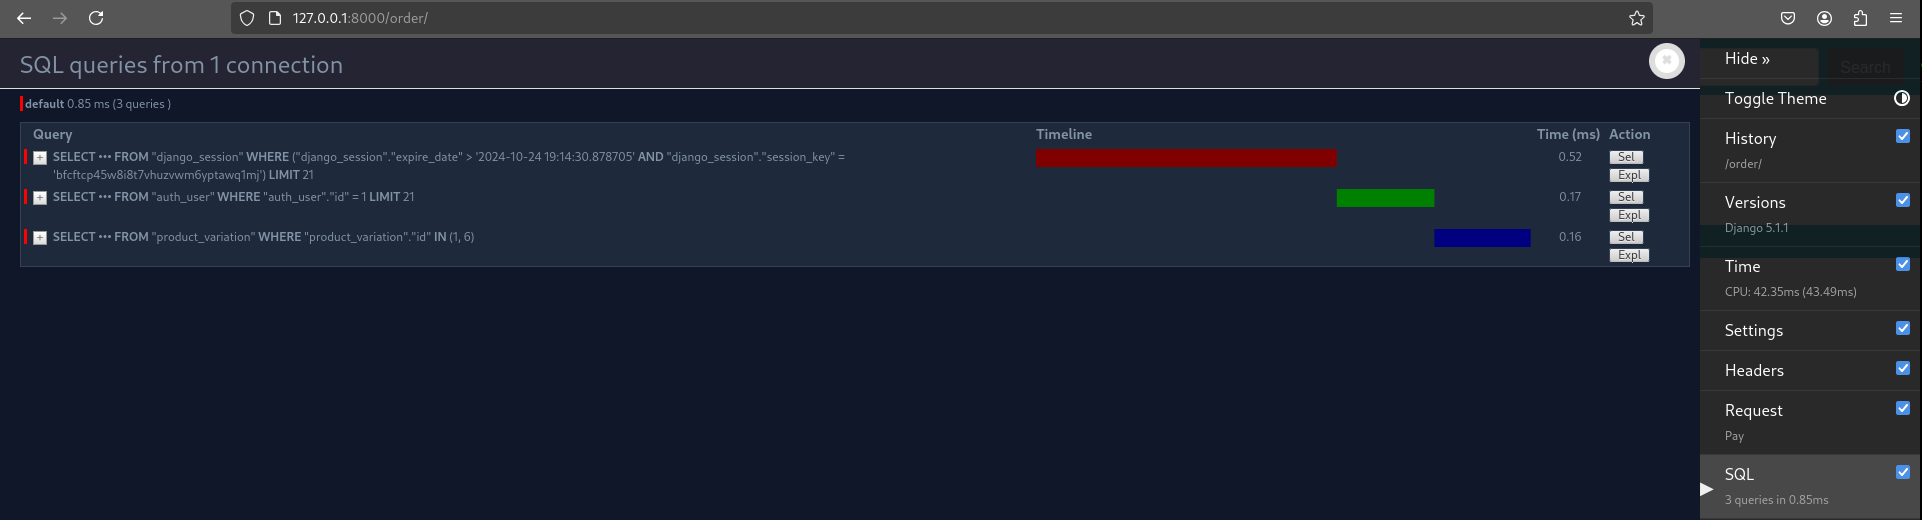 127.0.0.1:8000/order/
SQL queries from 1 connection
default 0.85 ms (3 queries )
Query Timeline Time (ms) Action
SELECT ••• FROM "django_session" WHERE ("django_session"."expire_date" > '2024-10-24 19:14:30.878705' AND "django_session"."session_key" = 0.52 Sel
'bfcftcp45w8i8t7vhuzvwm6yptawq1mj') LIMIT 21 Expl
SELECT ••• FROM "auth_user" WHERE "auth_user"."id" = 1 LIMIT 21 0.17 Sel
Expl
SELECT ••• FROM "product_variation" WHERE "product_variation"."id" IN (1, 6) 0.16 Sel
Expl
Hide »
Search
Toggle Theme
History
/order/
Versions
Django 5.1.1
Time
CPU: 42.35ms (43.49ms)
Settings
Headers
Request
Pay
SQL
3 queries in 0.85ms